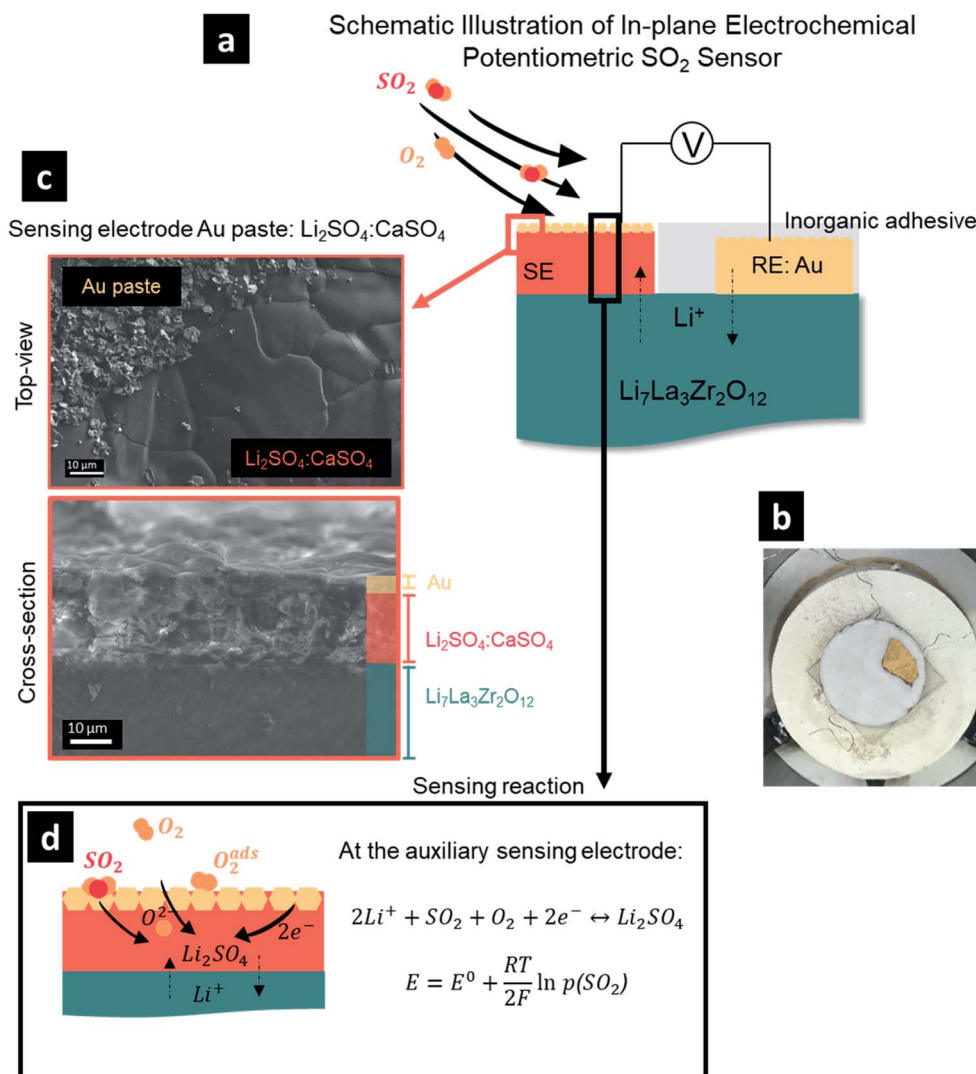 a
Schematic Illustration of In-plane Electrochemical
Potentiometric SO₂ Sensor
SO₂
O₂
V
c
Sensing electrode Au paste: Li₂SO₄:CaSO₄
Inorganic adhesive
SE
RE: Au
Li⁺
Li₇La₃Zr₂O₁₂
Top-view
Au paste
Li₂SO₄:CaSO₄
10 µm
b
Cross-section
Au
Li₂SO₄:CaSO₄
Li₇La₃Zr₂O₁₂
10 µm
Sensing reaction
d
O₂
SO₂
O₂ᵃᵈˢ
O²⁻
2e⁻
Li₂SO₄
Li⁺
At the auxiliary sensing electrode:
2Li⁺ + SO₂ + O₂ + 2e⁻ ↔ Li₂SO₄
E = E⁰ + RT/2F ln p(SO₂)